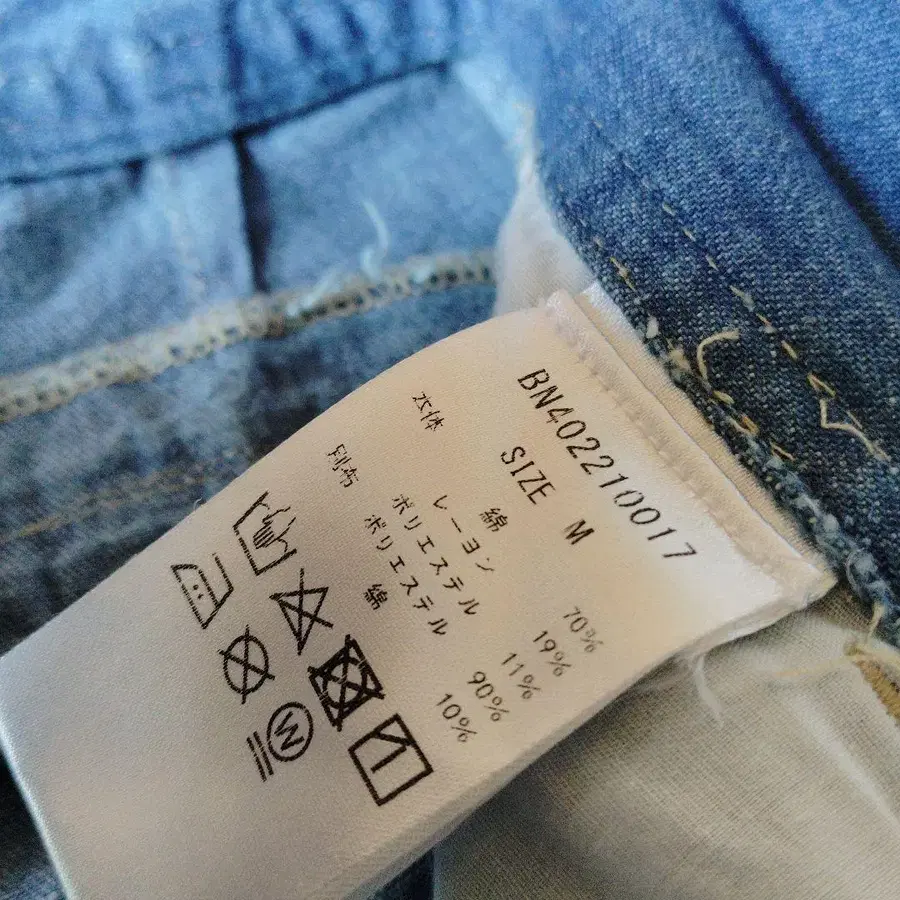 BN402210017
SIZE M
本体 綿 70%
レーヨン 19%
ポリエステル 11%
別布 ポリエステル 90%
綿 10%
W